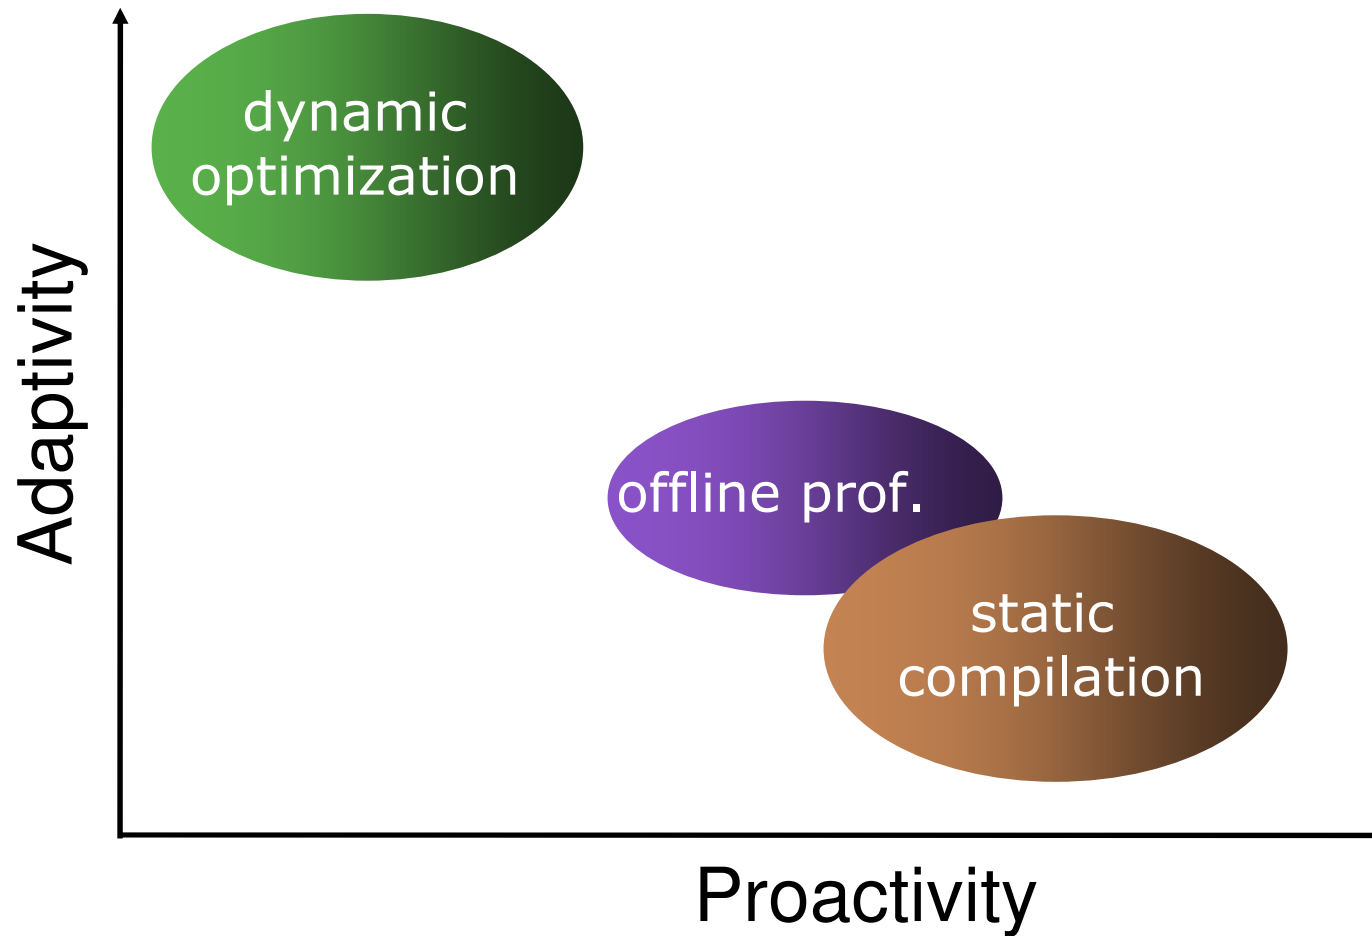 dynamic
optimization
Adaptivity
offline prof.
static
compilation
Proactivity